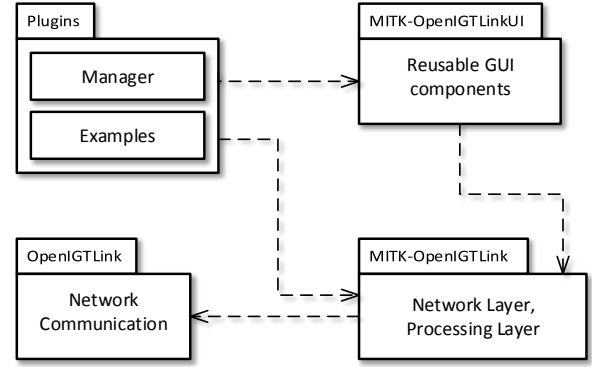 Plugins
Manager
Examples
MITK-OpenIGTLinkUI
Reusable GUI
components
OpenIGTLink
Network
Communication
MITK-OpenIGTLink
Network Layer,
Processing Layer